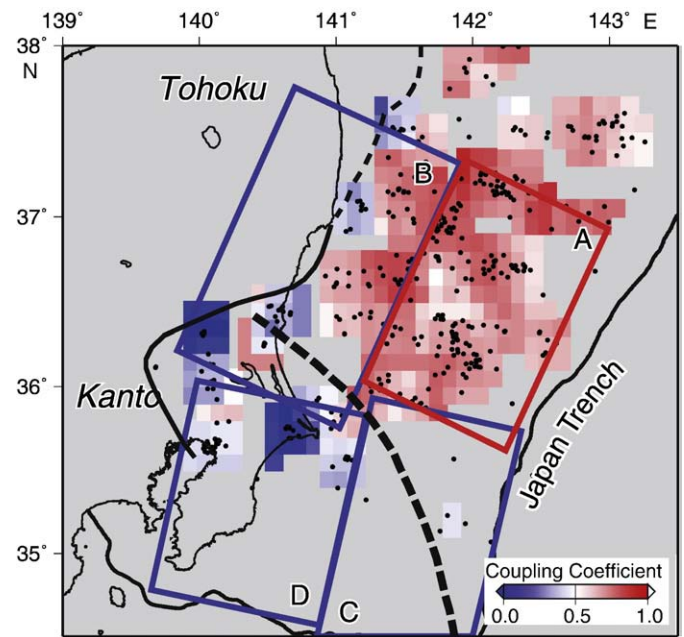 139° 140° 141° 142° 143° E
38°
N
Tohoku
B
37°
A
36°
Kanto
Japan Trench
35°
D C
Coupling Coefficient
0.0 0.5 1.0